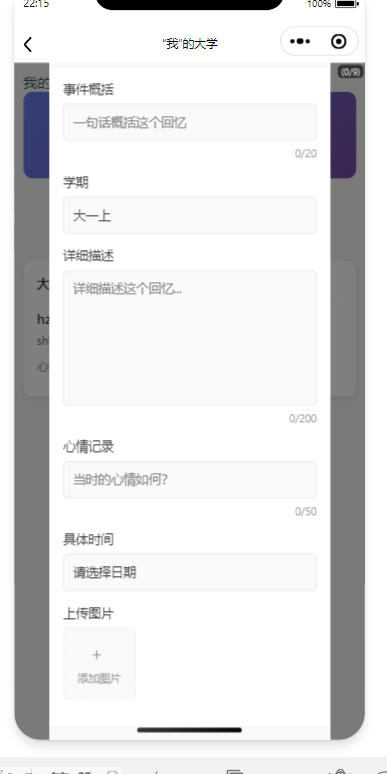 22:15
100%
“我”的大学
我的
(0/9)
事件概括
一句话概括这个回忆
0/20
学期
大一上
大
详细描述
详细描述这个回忆...
hz
心
0/200
心情记录
当时的心情如何?
0/50
具体时间
请选择日期
上传图片
+
添加图片